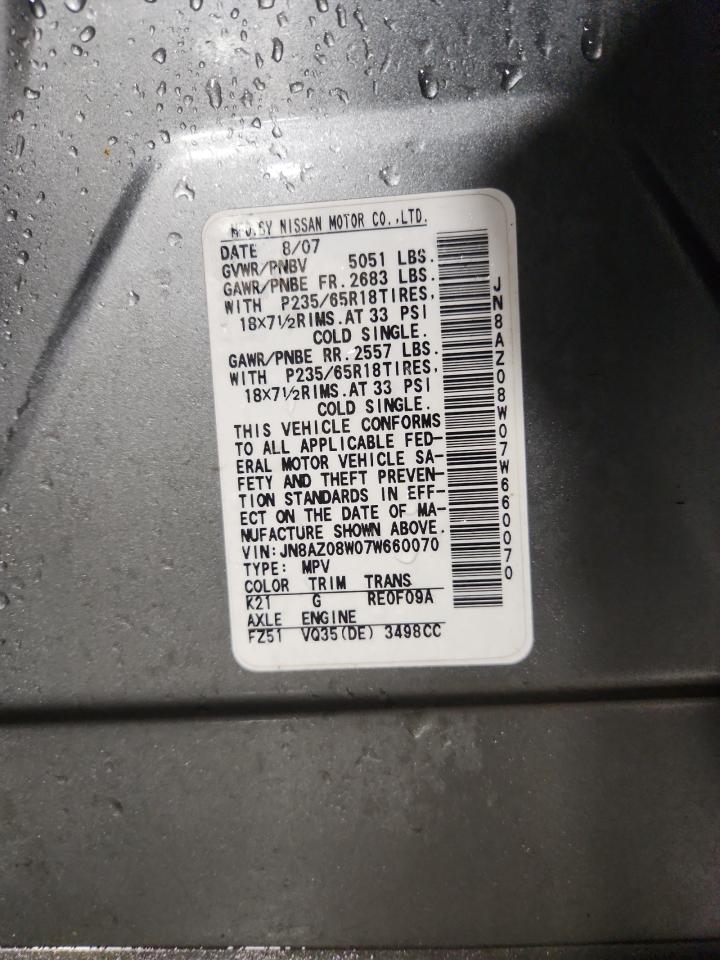 MFD.BY NISSAN MOTOR CO.,LTD.
DATE 8/07
GVWR/PNBV 5051 LBS.
GAWR/PNBE FR. 2683 LBS.
WITH P235/65R18TIRES,
18X7½RIMS.AT 33 PSI
COLD SINGLE.
GAWR/PNBE RR. 2557 LBS.
WITH P235/65R18TIRES,
18X7½RIMS.AT 33 PSI
COLD SINGLE.
THIS VEHICLE CONFORMS
TO ALL APPLICABLE FED-
ERAL MOTOR VEHICLE SA-
FETY AND THEFT PREVEN-
TION STANDARDS IN EFF-
ECT ON THE DATE OF MA-
NUFACTURE SHOWN ABOVE.
VIN:JN8AZ08W07W660070
TYPE: MPV
COLOR TRIM TRANS
K21 G RE0F09A
AXLE ENGINE
FZ51 VQ35(DE) 3498CC
JN8AZ08W07W660070